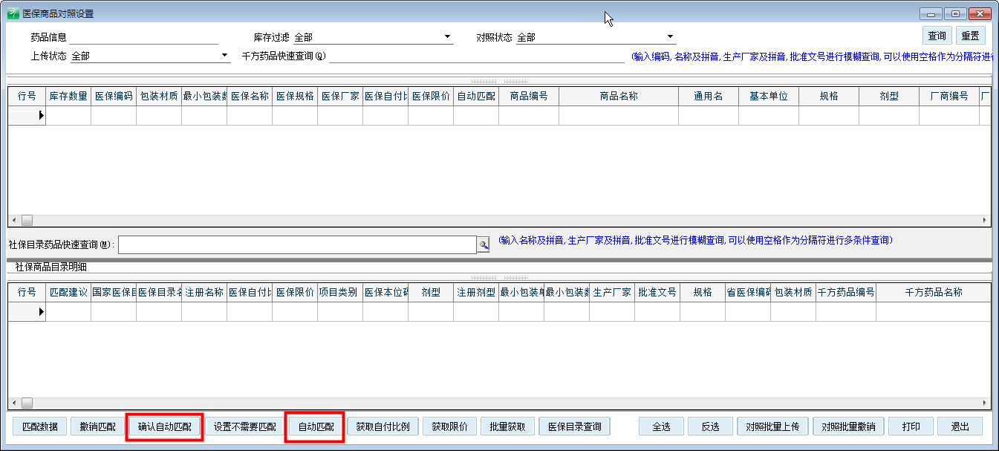 医保商品对照设置
药品信息 库存过滤 全部 对照状态 全部 查询 重置
上传状态 全部 千方药品快速查询(Q) (输入编码,名称及拼音,生产厂家及拼音,批准文号进行模糊查询,可以使用空格作为分隔符进行
行号 库存数量 医保编码 包装材质 最小包装数 医保名称 医保规格 医保厂家 医保自付比 医保限价 自动匹配 商品编号 商品名称 通用名 基本单位 规格 剂型 厂商编号 厂
社保目录药品快速查询(M): (输入名称及拼音,生产厂家及拼音,批准文号进行模糊查询,可以使用空格作为分隔符进行多条件查询)
社保商品目录明细
行号 匹配建议 国家医保目 医保目录名 注册名称 医保自付比 医保限价 项目类别 医保本位码 剂型 注册剂型 最小包装单 最小包装数 生产厂家 批准文号 规格 省医保编码 包装材质 千方药品编号 千方药品名称
匹配数据 撤销匹配 确认自动匹配 设置不需要匹配 自动匹配 获取自付比例 获取限价 批量获取 医保目录查询 全选 反选 对照批量上传 对照批量撤销 打印 退出